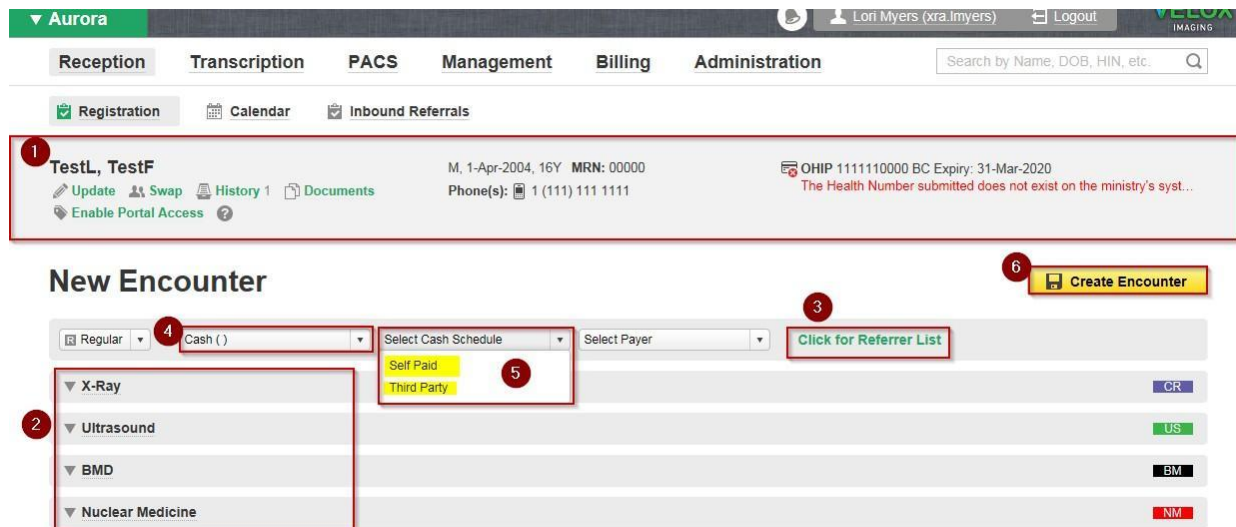 Aurora
Lori Myers (xra.lmyers) Logout
VELOX
IMAGING
Reception Transcription PACS Management Billing Administration Search by Name, DOB, HIN, etc.
Registration Calendar Inbound Referrals
1
TestL, TestF M, 1-Apr-2004, 16Y MRN: 00000 OHIP 1111110000 BC Expiry: 31-Mar-2020
Update Swap History 1 Documents Phone(s): 1 (111) 111 1111 The Health Number submitted does not exist on the ministry's syst...
Enable Portal Access ?
New Encounter 6 Create Encounter
3
R Regular 4 Cash ( ) Select Cash Schedule Select Payer Click for Referrer List
Self Paid
5
Third Party
X-Ray CR
2 Ultrasound US
BMD BM
Nuclear Medicine NM